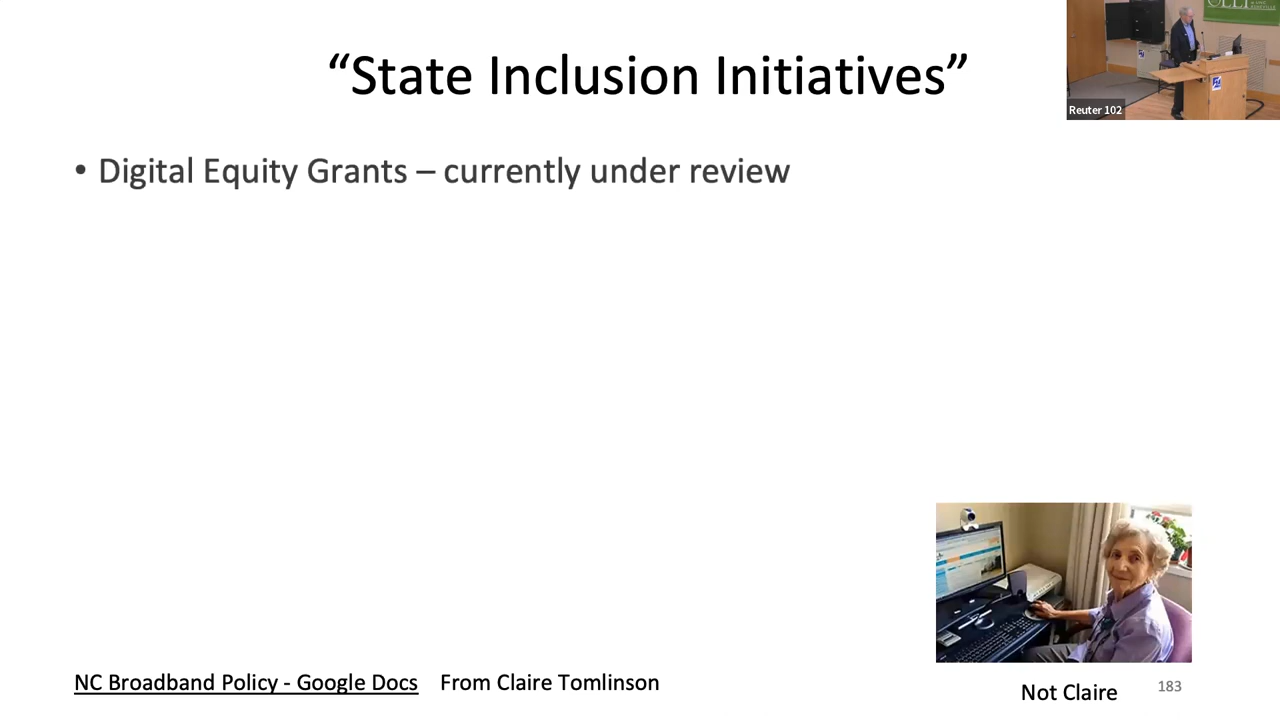 “State Inclusion Initiatives”
OLLI
Reuter 102
• Digital Equity Grants – currently under review
NC Broadband Policy - Google Docs From Claire Tomlinson
Not Claire
183